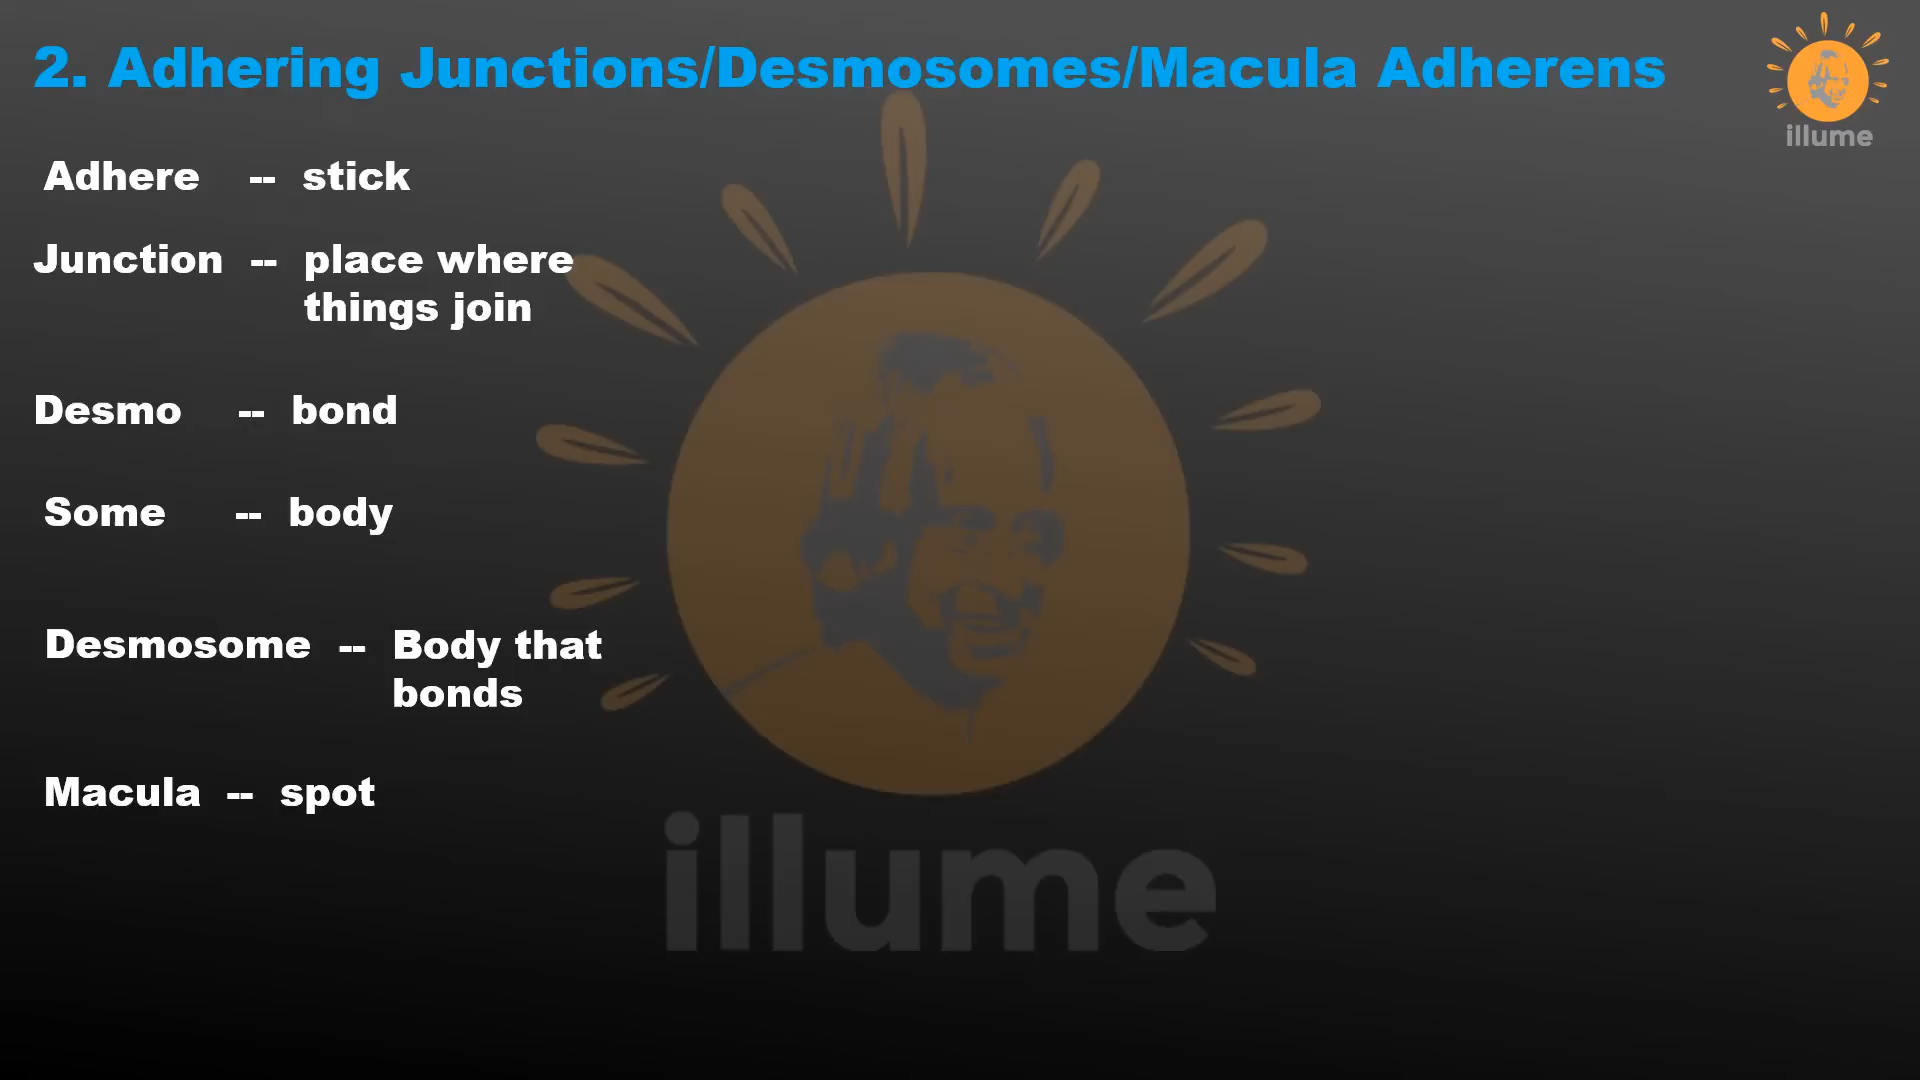 2. Adhering Junctions/Desmosomes/Macula Adherens
illume
Adhere -- stick
Junction -- place where
things join
Desmo -- bond
Some -- body
Desmosome -- Body that
bonds
Macula -- spot
illume